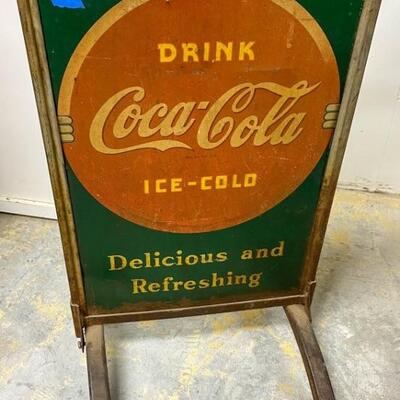 DRINK
Coca-Cola
ICE-COLD
Delicious and
Refreshing